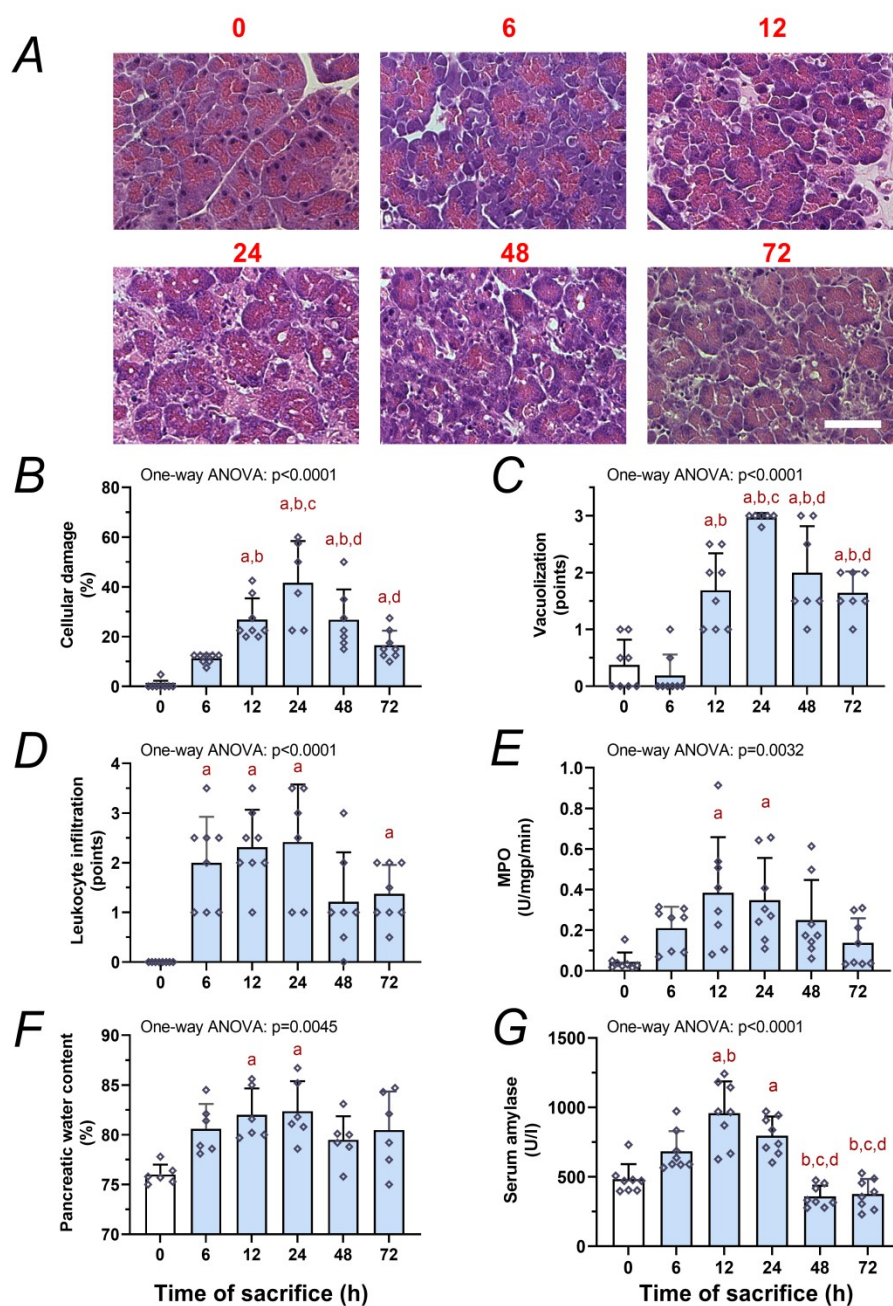 0 6 12
A
24 48 72
B
One-way ANOVA: p<0.0001
Cellular damage
(%)
80
60
40
20
0
a,b
a,b,c
a,b,d
a,d
0 6 12 24 48 72
C
One-way ANOVA: p<0.0001
Vacuolization
(points)
3
2
1
0
a,b
a,b,c
a,b,d
a,b,d
0 6 12 24 48 72
D
One-way ANOVA: p<0.0001
Leukocyte infiltration
(points)
4
3
2
1
0
a a a a
0 6 12 24 48 72
E
One-way ANOVA: p=0.0032
MPO
(U/mgp/min)
1.0
0.8
0.6
0.4
0.2
0.0
a a
0 6 12 24 48 72
F
One-way ANOVA: p=0.0045
Pancreatic water content
(%)
90
85
80
75
70
a a
0 6 12 24 48 72
Time of sacrifice (h)
G
One-way ANOVA: p<0.0001
Serum amylase
(U/l)
1500
1000
500
0
a,b
a
b,c,d
b,c,d
0 6 12 24 48 72
Time of sacrifice (h)